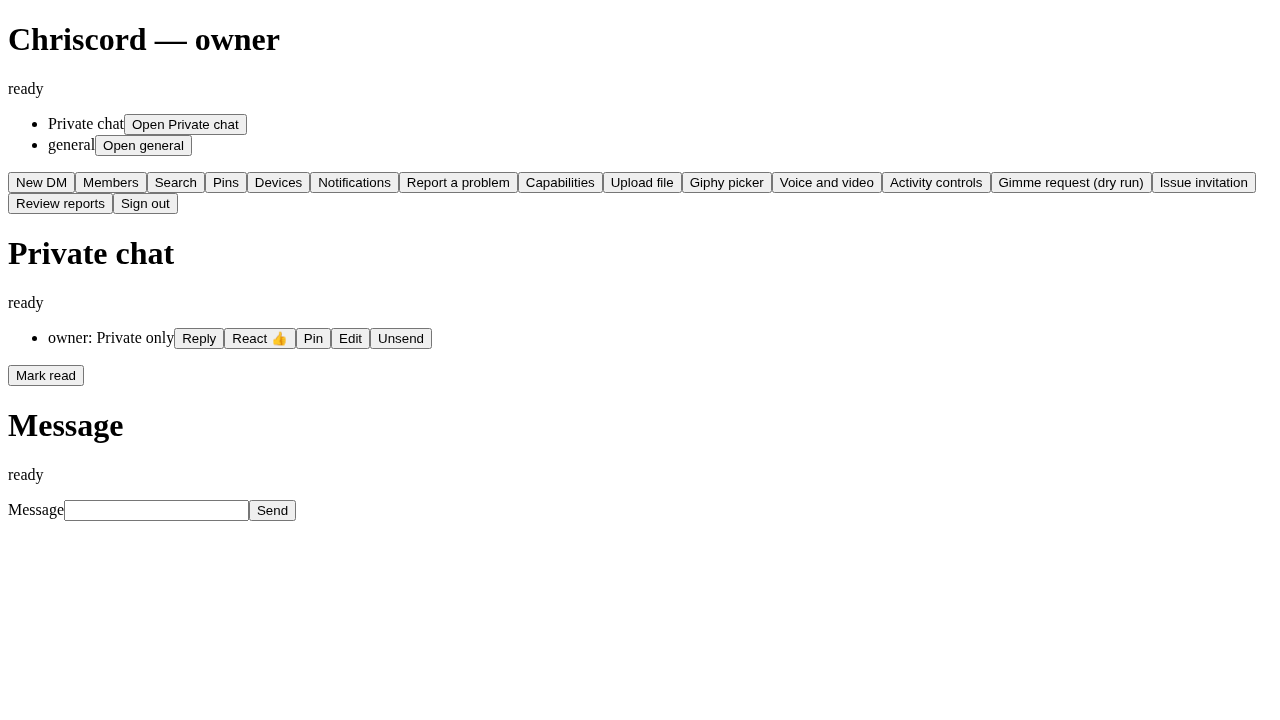 Chriscord — owner
ready
Private chat Open Private chat
general Open general
New DM Members Search Pins Devices Notifications Report a problem Capabilities Upload file Giphy picker Voice and video Activity controls Gimme request (dry run) Issue invitation
Review reports Sign out
Private chat
ready
owner: Private only Reply React 👍 Pin Edit Unsend
Mark read
Message
ready
Message Send